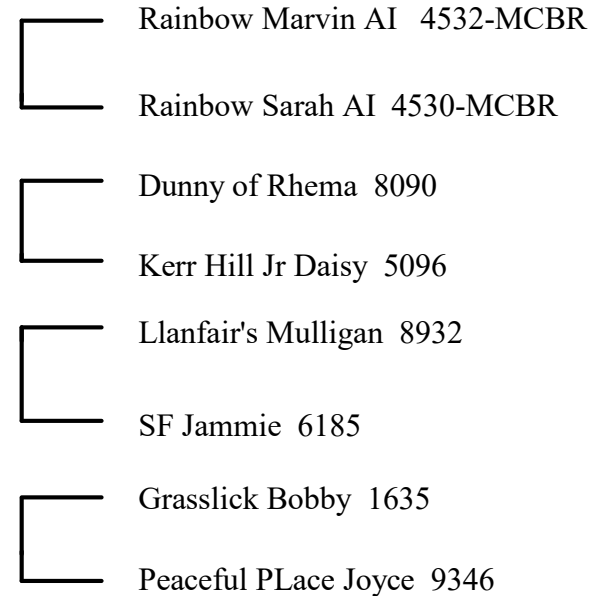 Rainbow Marvin AI   4532-MCBR
Rainbow Sarah AI  4530-MCBR
Dunny of Rhema  8090
Kerr Hill Jr Daisy  5096
Llanfair's Mulligan  8932
SF Jammie  6185
Grasslick Bobby  1635
Peaceful PLace Joyce  9346